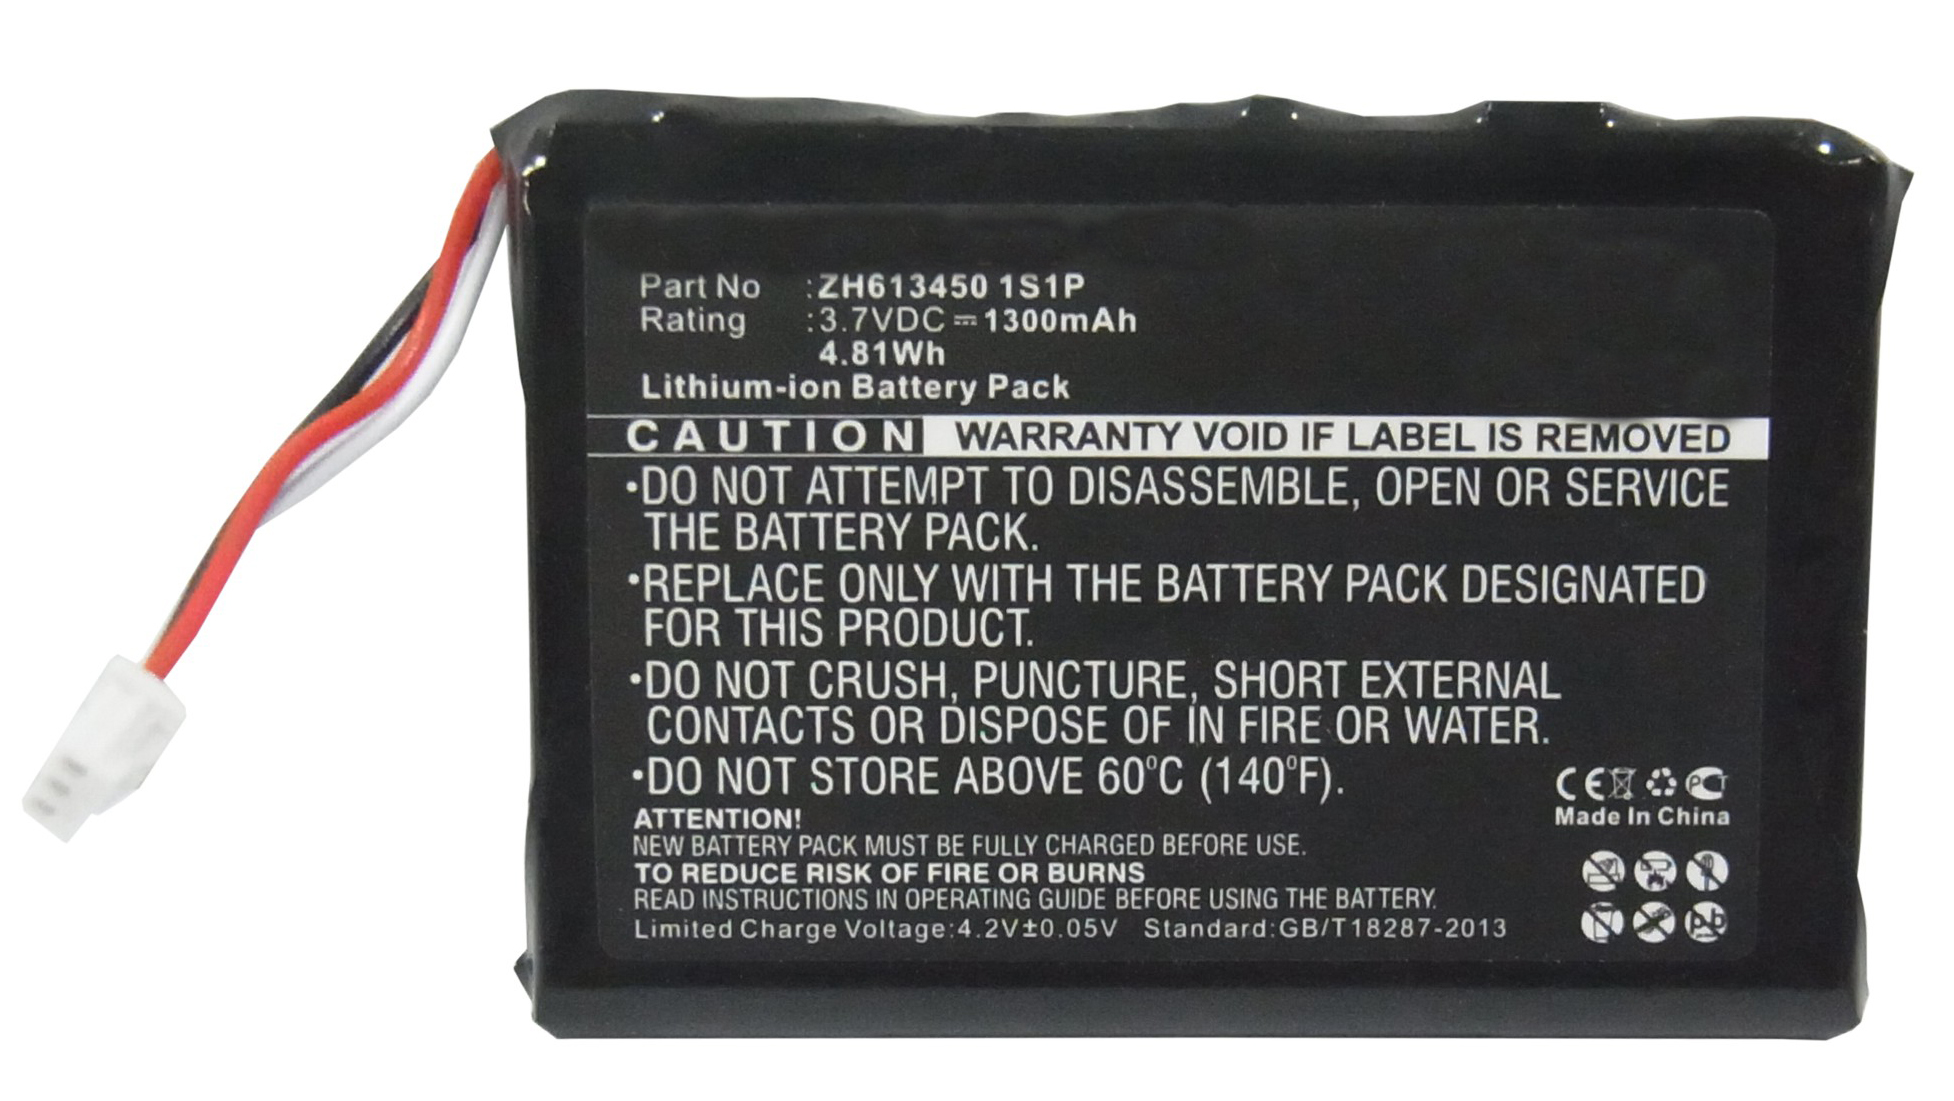 Part No :ZH613450 1S1P
Rating :3.7VDC⎓1300mAh
4.81Wh
Lithium-ion Battery Pack
CAUTION WARRANTY VOID IF LABEL IS REMOVED
•DO NOT ATTEMPT TO DISASSEMBLE, OPEN OR SERVICE
THE BATTERY PACK.
•REPLACE ONLY WITH THE BATTERY PACK DESIGNATED
FOR THIS PRODUCT.
•DO NOT CRUSH, PUNCTURE, SHORT EXTERNAL
CONTACTS OR DISPOSE OF IN FIRE OR WATER.
•DO NOT STORE ABOVE 60°C (140°F).
CE PCT
Made In China
ATTENTION!
NEW BATTERY PACK MUST BE FULLY CHARGED BEFORE USE.
TO REDUCE RISK OF FIRE OR BURNS
READ INSTRUCTIONS IN OPERATING GUIDE BEFORE USING THE BATTERY.
Limited Charge Voltage:4.2V±0.05V Standard:GB/T18287-2013
Pb